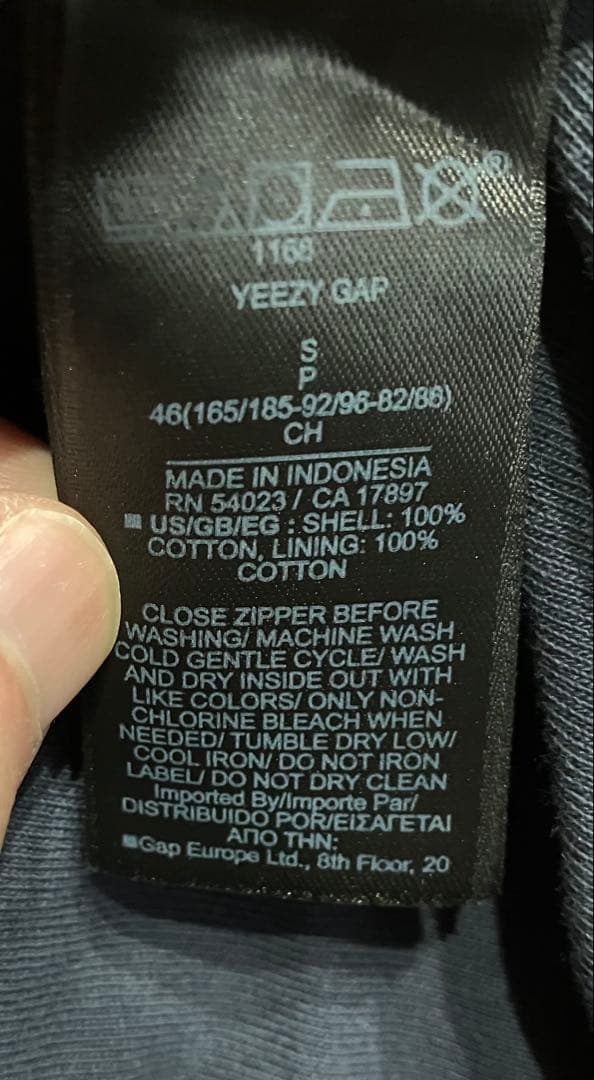 1168
YEEZY GAP
S
P
46(165/185-92/96-82/86)
CH
MADE IN INDONESIA
RN 54023 / CA 17897
US/GB/EG : SHELL: 100%
COTTON, LINING: 100%
COTTON
CLOSE ZIPPER BEFORE
WASHING/ MACHINE WASH
COLD GENTLE CYCLE/ WASH
AND DRY INSIDE OUT WITH
LIKE COLORS/ ONLY NON-
CHLORINE BLEACH WHEN
NEEDED/ TUMBLE DRY LOW/
COOL IRON/ DO NOT IRON
LABEL/ DO NOT DRY CLEAN
Imported By/Importe Par/
DISTRIBUIDO POR/ΕΙΣΑΓΕΤΑΙ
ΑΠΟ ΤΗΝ:
Gap Europe Ltd., 8th Floor, 20